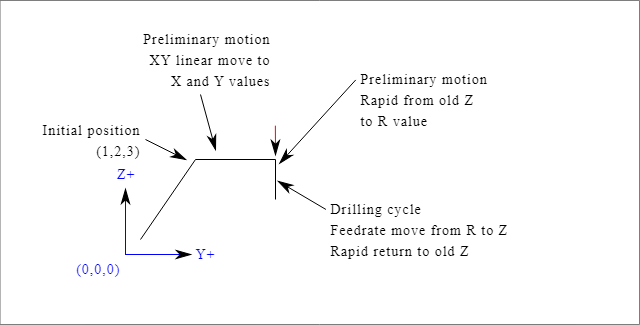 Preliminary motion
XY linear move to
X and Y values
Preliminary motion
Rapid from old Z
to R value
Initial position
(1,2,3)
Z+
Drilling cycle
Feedrate move from R to Z
Rapid return to old Z
Y+
(0,0,0)